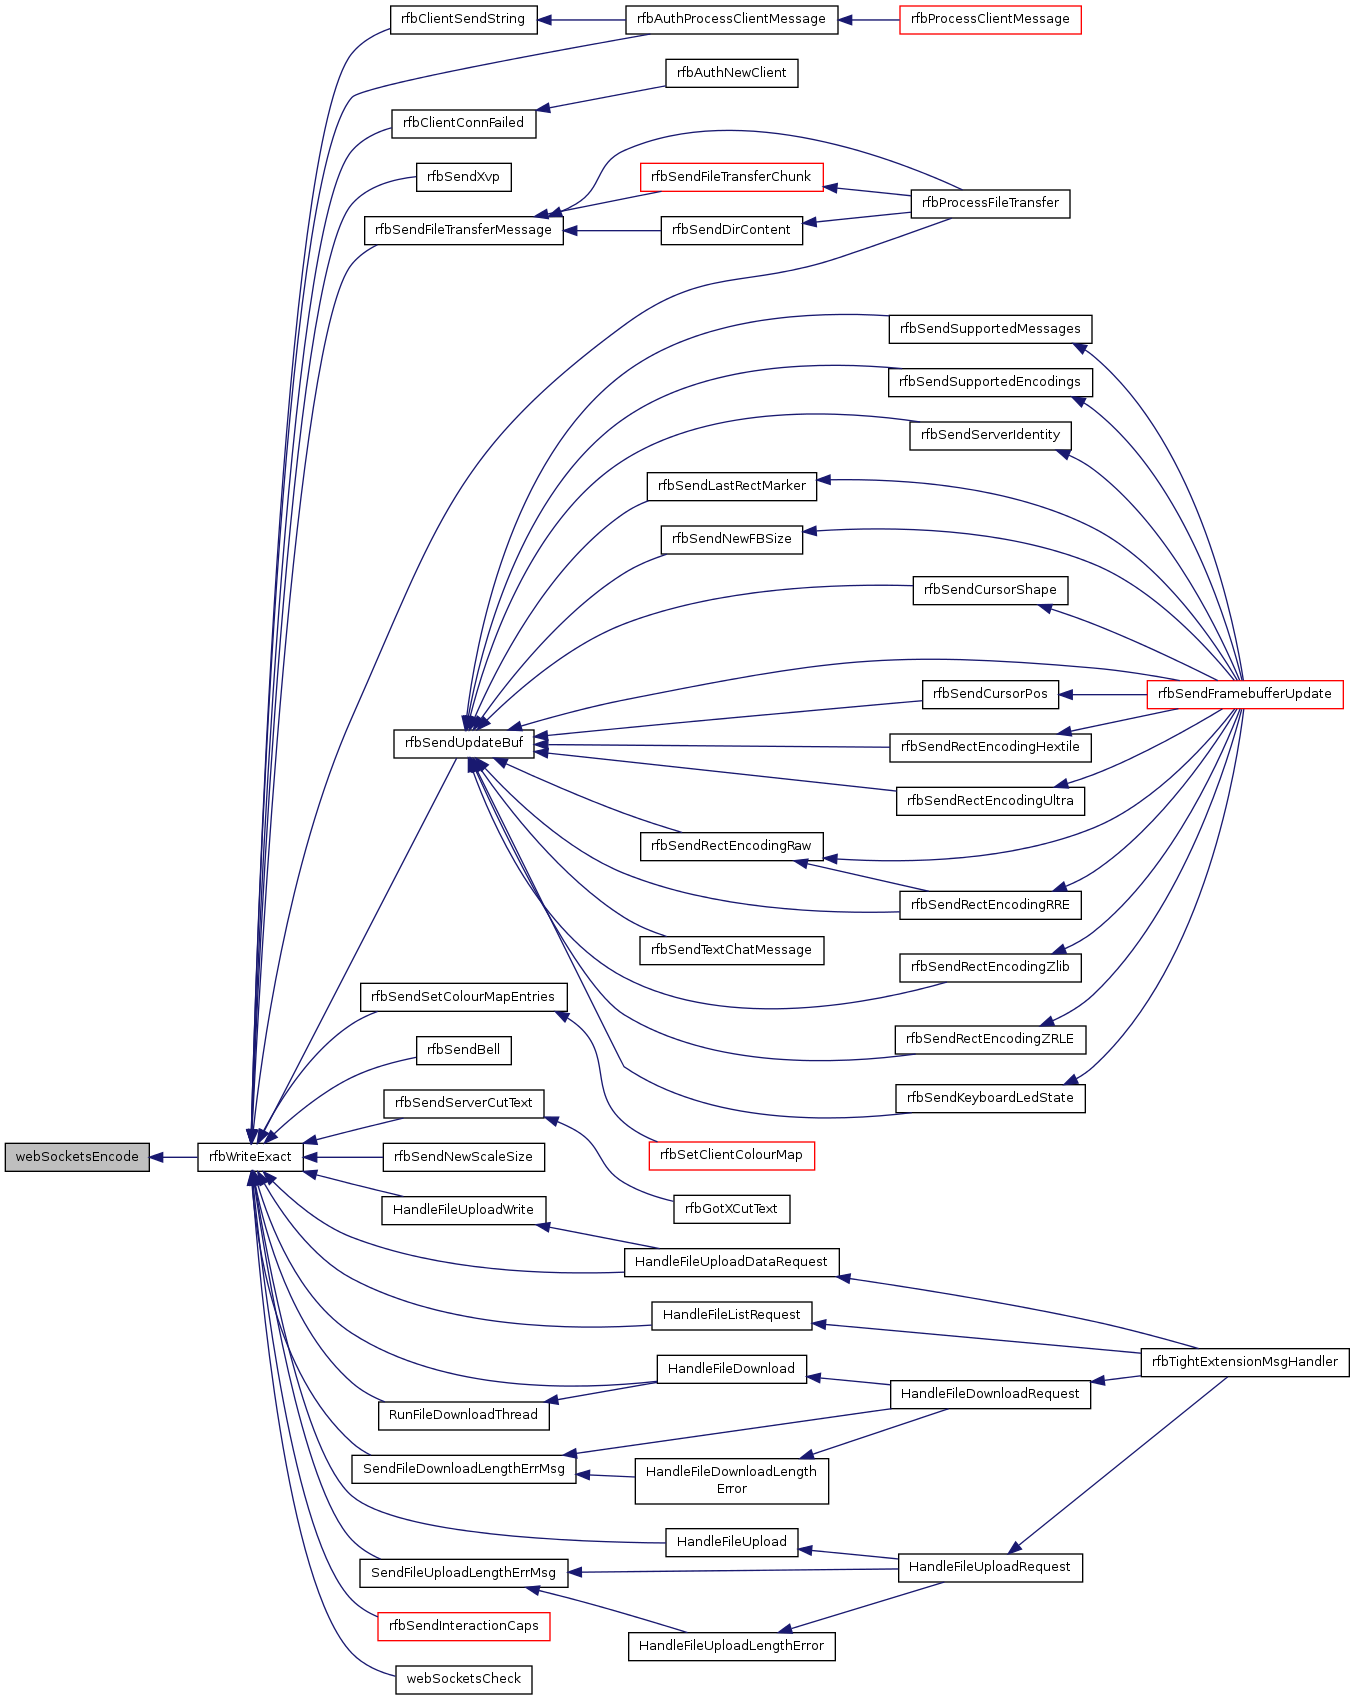 rfbClientSendString
rfbAuthProcessClientMessage
rfbProcessClientMessage
rfbAuthNewClient
rfbClientConnFailed
rfbSendXvp
rfbSendFileTransferChunk
rfbProcessFileTransfer
rfbSendFileTransferMessage
rfbSendDirContent
rfbSendSupportedMessages
rfbSendSupportedEncodings
rfbSendServerIdentity
rfbSendLastRectMarker
rfbSendNewFBSize
rfbSendCursorShape
rfbSendCursorPos
rfbSendFramebufferUpdate
rfbSendUpdateBuf
rfbSendRectEncodingHextile
rfbSendRectEncodingUltra
rfbSendRectEncodingRaw
rfbSendRectEncodingRRE
rfbSendTextChatMessage
rfbSendRectEncodingZlib
rfbSendSetColourMapEntries
rfbSendRectEncodingZRLE
rfbSendBell
rfbSendKeyboardLedState
rfbSendServerCutText
webSocketsEncode
rfbWriteExact
rfbSendNewScaleSize
rfbSetClientColourMap
HandleFileUploadWrite
rfbGotXCutText
HandleFileUploadDataRequest
HandleFileListRequest
rfbTightExtensionMsgHandler
HandleFileDownload
HandleFileDownloadRequest
RunFileDownloadThread
SendFileDownloadLengthErrMsg
HandleFileDownloadLength
Error
HandleFileUpload
HandleFileUploadRequest
SendFileUploadLengthErrMsg
rfbSendInteractionCaps
HandleFileUploadLengthError
webSocketsCheck